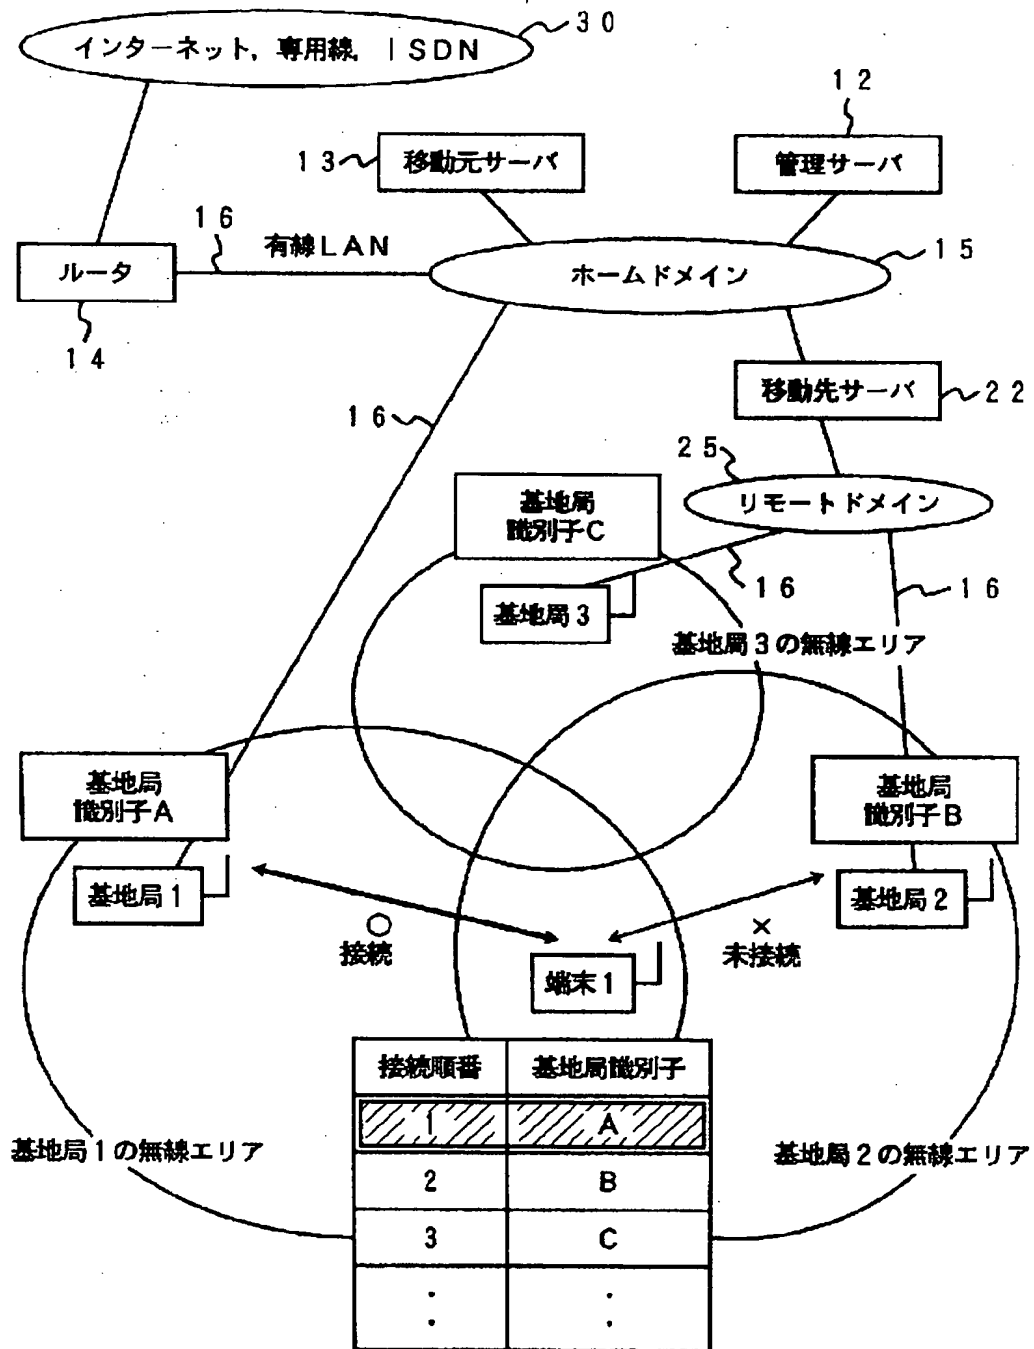 インターネット，専用線，ISDN
30
12
13
移動元サーバ
管理サーバ
16
有線LAN
ルータ
ホームドメイン
15
14
移動先サーバ
22
16
25
リモートドメイン
基地局
識別子C
16
16
基地局3
基地局3の無線エリア
基地局
識別子A
基地局
識別子B
基地局1
基地局2
○
接続
×
未接続
端末1
接続順番
基地局識別子
1
A
基地局1の無線エリア
基地局2の無線エリア
2
B
3
C
・
・
・
・